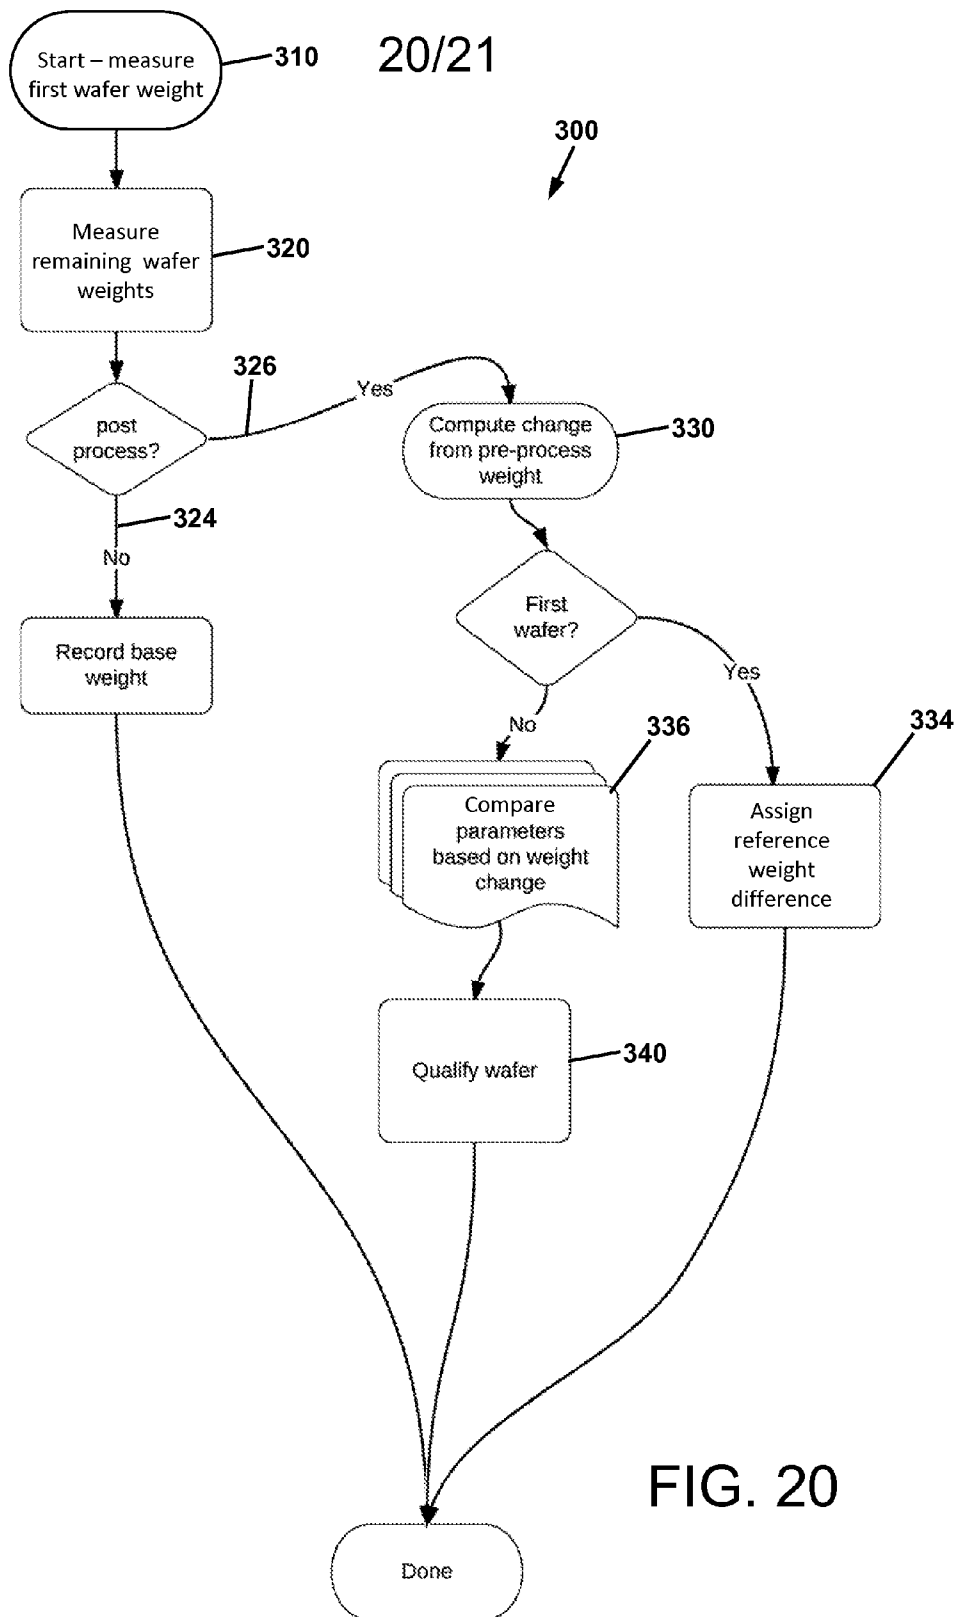 Start – measure
first wafer weight
310
20/21
300
Measure
remaining wafer
weights
320
326
Yes
post
process?
324
No
Compute change
from pre-process
weight
330
First
wafer?
Record base
weight
Yes
No
336
334
Compare
parameters
based on weight
change
Assign
reference
weight
difference
Qualify wafer
340
FIG. 20
Done